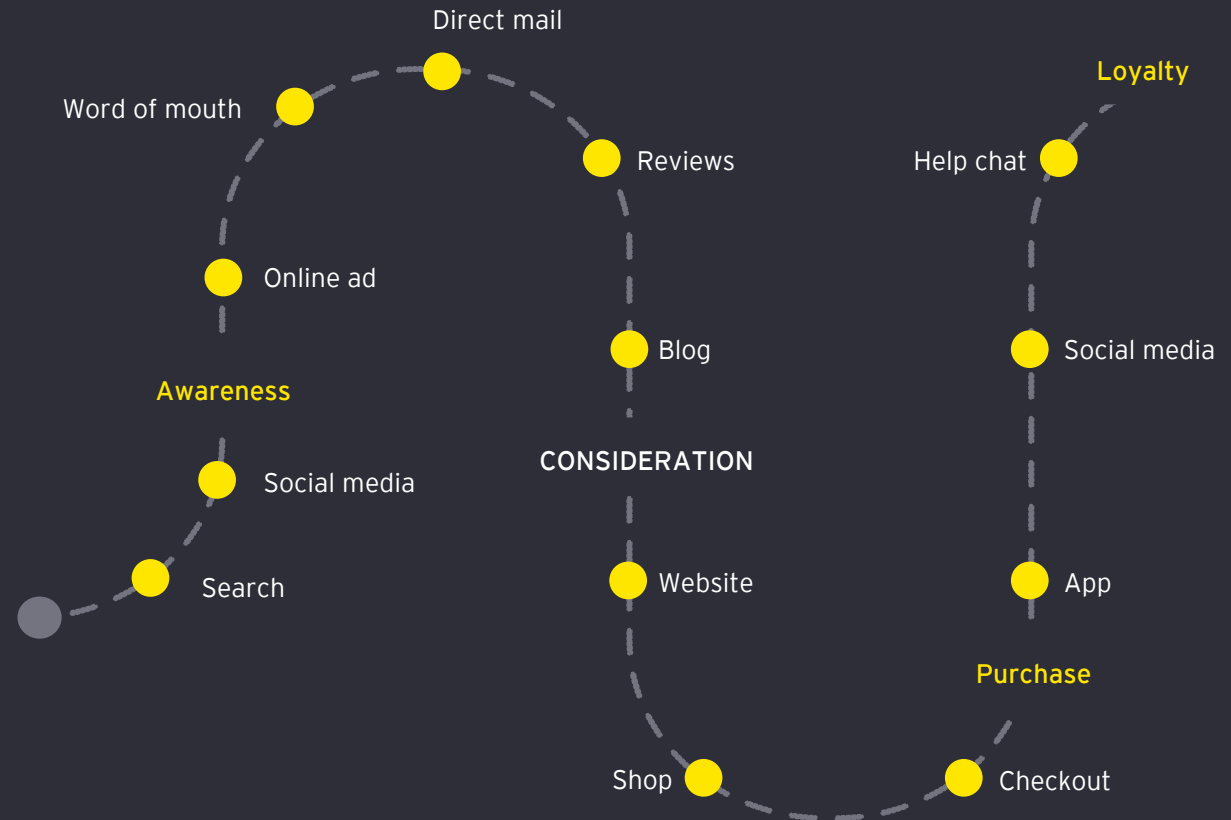 Direct mail
Loyalty
Word of mouth
Reviews
Help chat
Online ad
Blog
Social media
Awareness
CONSIDERATION
Social media
Search
Website
App
Purchase
Shop
Checkout